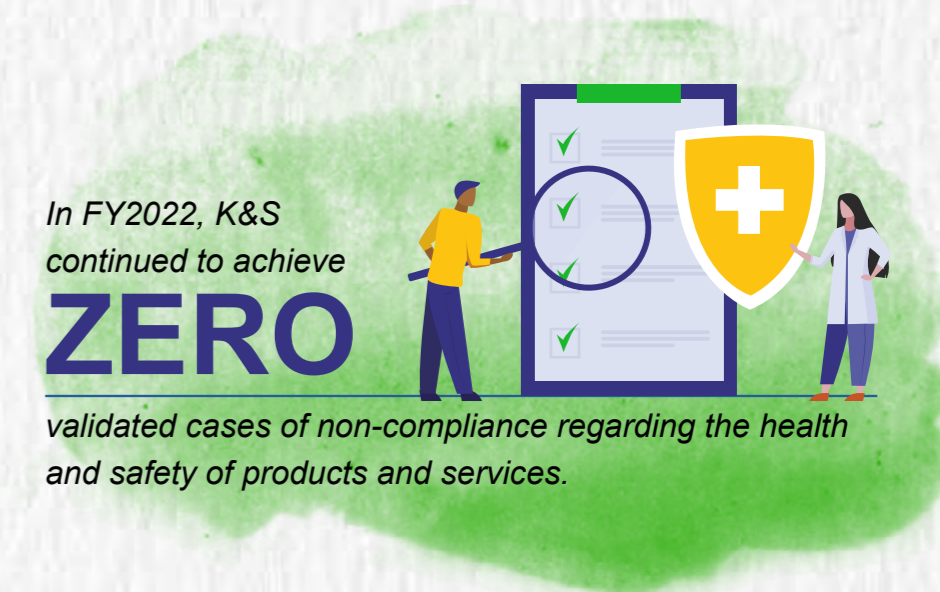 In FY2022, K&S
continued to achieve
ZERO
validated cases of non-compliance regarding the health
and safety of products and services.